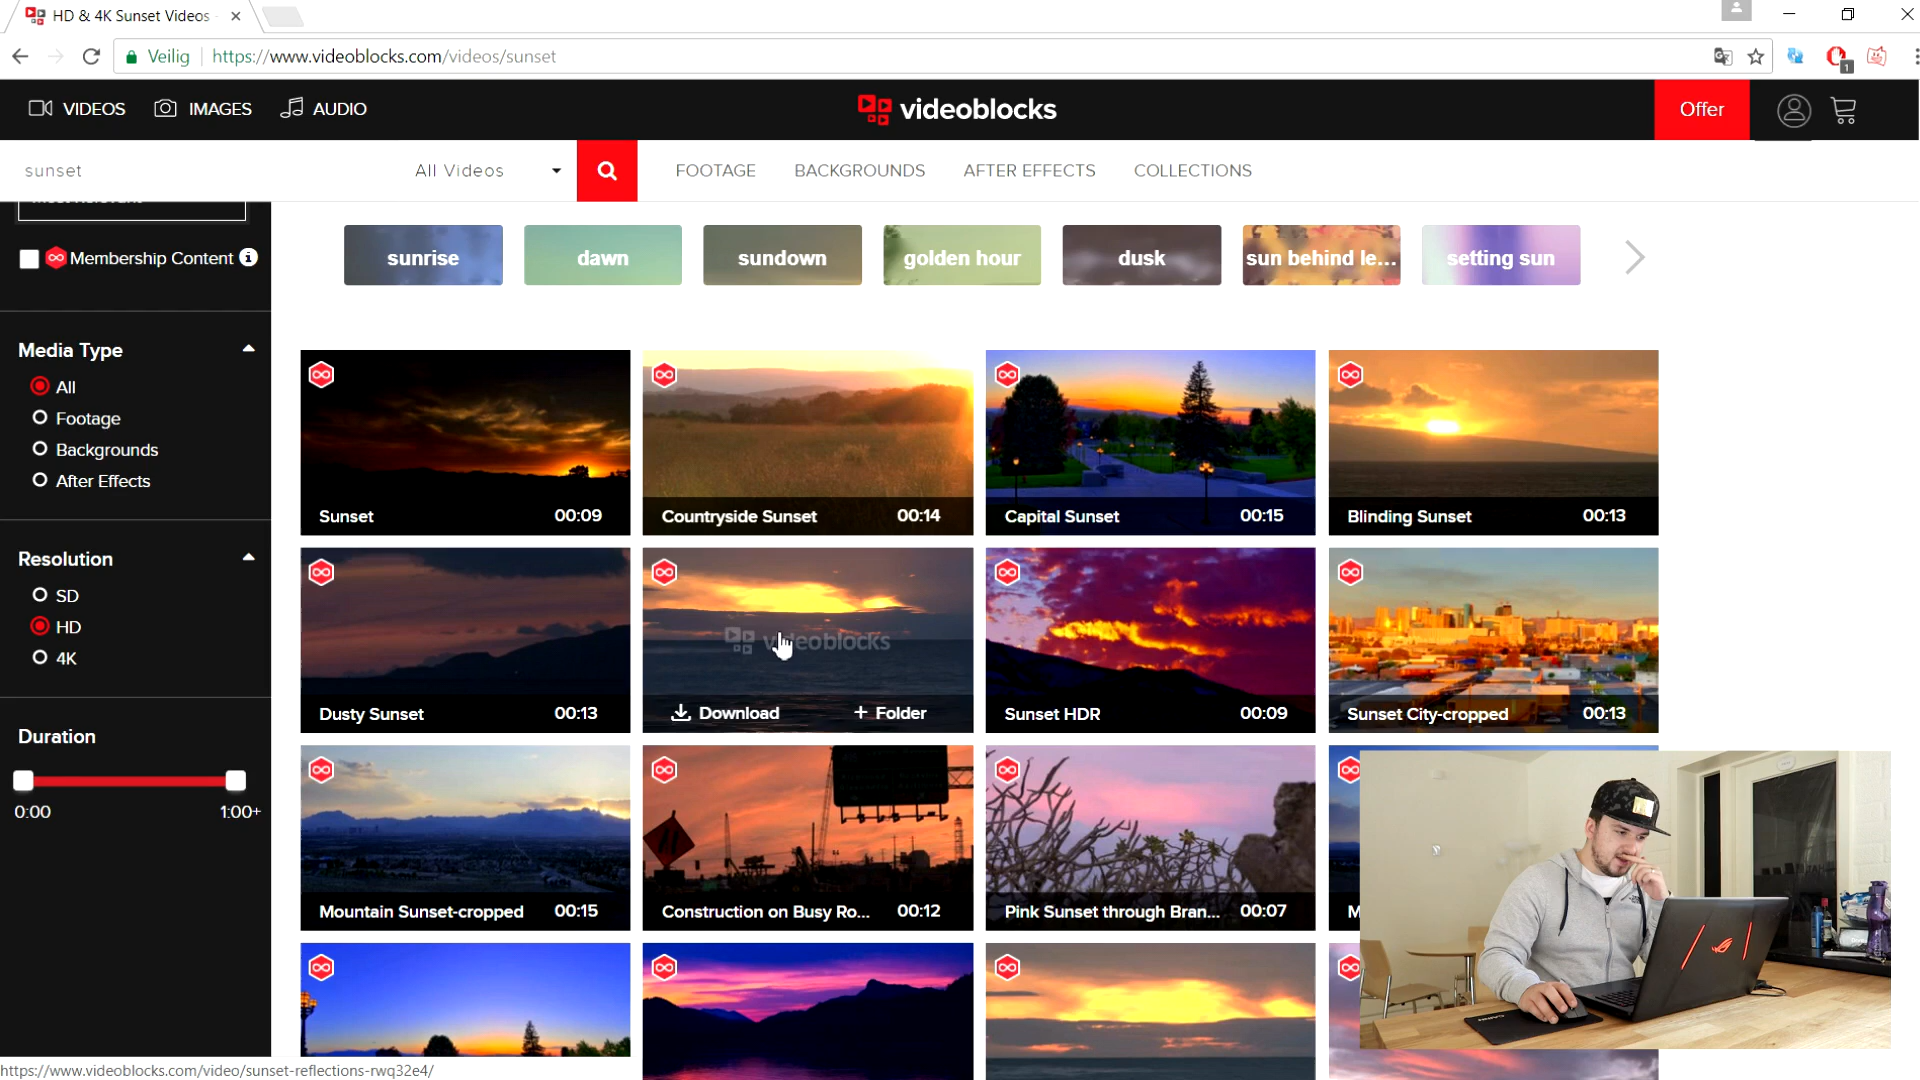 HD & 4K Sunset Videos
Veilig
https://www.videoblocks.com/videos/sunset
1
VIDEOS
IMAGES
AUDIO
videoblocks
Offer
sunset
All Videos
FOOTAGE
BACKGROUNDS
AFTER EFFECTS
COLLECTIONS
Membership Content
sunrise
dawn
sundown
golden hour
dusk
sun behind le...
setting sun
Media Type
All
Footage
Backgrounds
After Effects
Resolution
SD
HD
4K
Duration
0:00
1:00+
Sunset 00:09
Countryside Sunset 00:14
Capital Sunset 00:15
Blinding Sunset 00:13
Dusty Sunset 00:13
videoblocks
Download
+ Folder
Sunset HDR 00:09
Sunset City-cropped 00:13
Mountain Sunset-cropped 00:15
Construction on Busy Ro... 00:12
Pink Sunset through Bran... 00:07
M
https://www.videoblocks.com/video/sunset-reflections-rwq32e4/